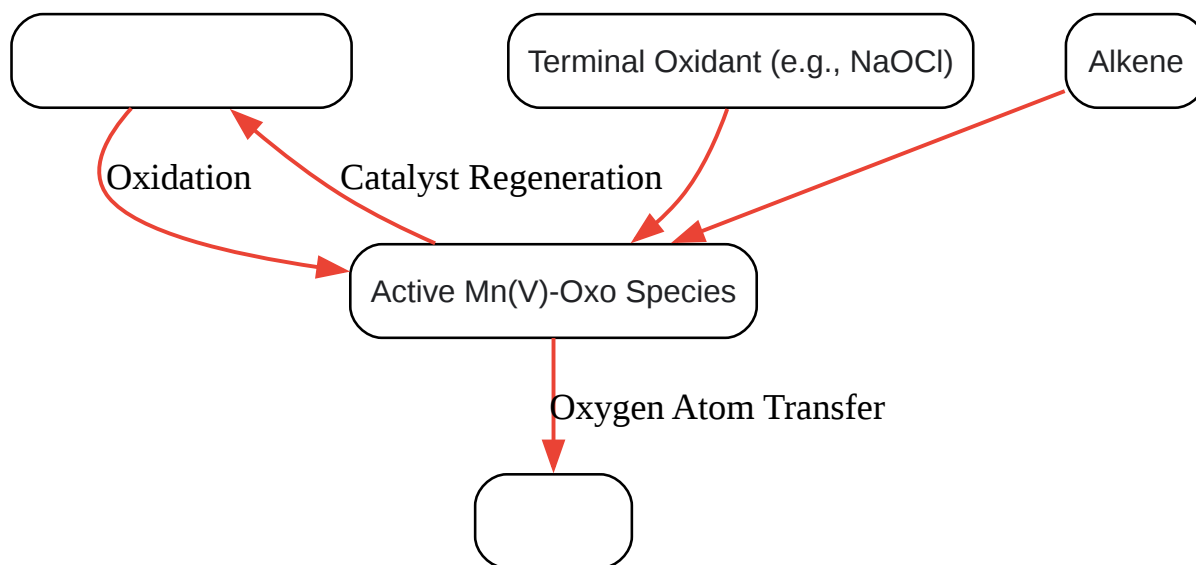 Terminal Oxidant (e.g., NaOCl)
Alkene
Oxidation
Catalyst Regeneration
Active Mn(V)-Oxo Species
Oxygen Atom Transfer